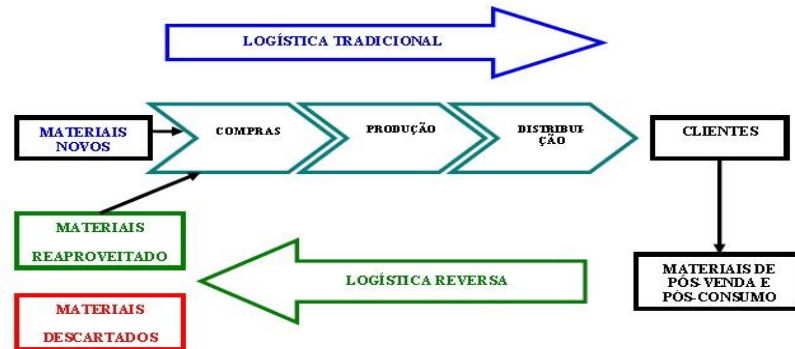 LOGÍSTICA TRADICIONAL
MATERIAIS
NOVOS
COMPRAS
PRODUÇÃO
DISTRIBUI-
ÇÃO
CLIENTES
MATERIAIS
REAPROVEITADO
LOGÍSTICA REVERSA
MATERIAIS DE
PÓS-VENDA E
PÓS-CONSUMO
MATERIAIS
DESCARTADOS